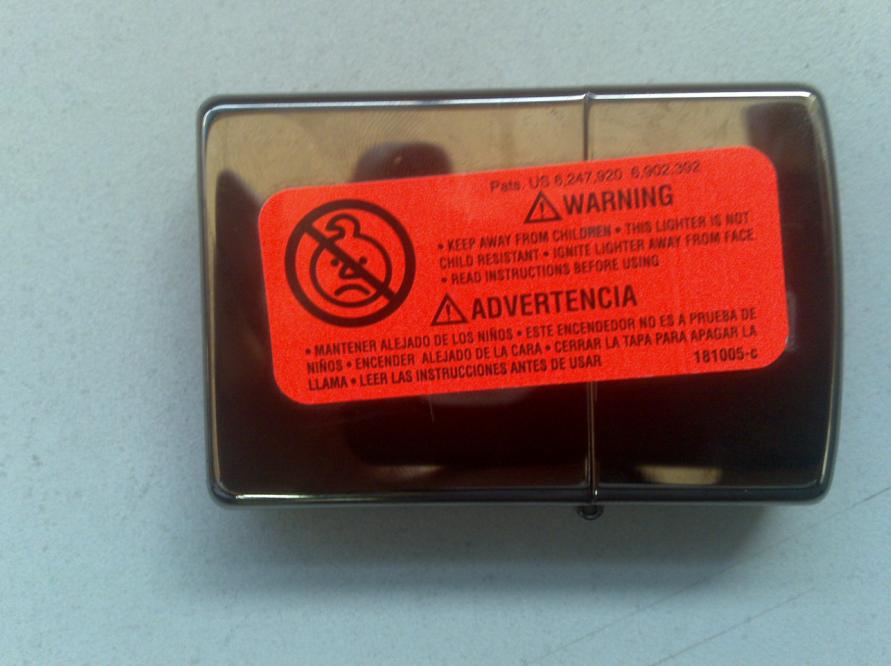 Pats. US 6,247,920 6,902,392
WARNING
• KEEP AWAY FROM CHILDREN • THIS LIGHTER IS NOT
CHILD RESISTANT • IGNITE LIGHTER AWAY FROM FACE
• READ INSTRUCTIONS BEFORE USING
ADVERTENCIA
• MANTENER ALEJADO DE LOS NIÑOS • ESTE ENCENDEDOR NO ES A PRUEBA DE
NIÑOS • ENCENDER ALEJADO DE LA CARA • CERRAR LA TAPA PARA APAGAR LA
LLAMA • LEER LAS INSTRUCCIONES ANTES DE USAR 181005-c